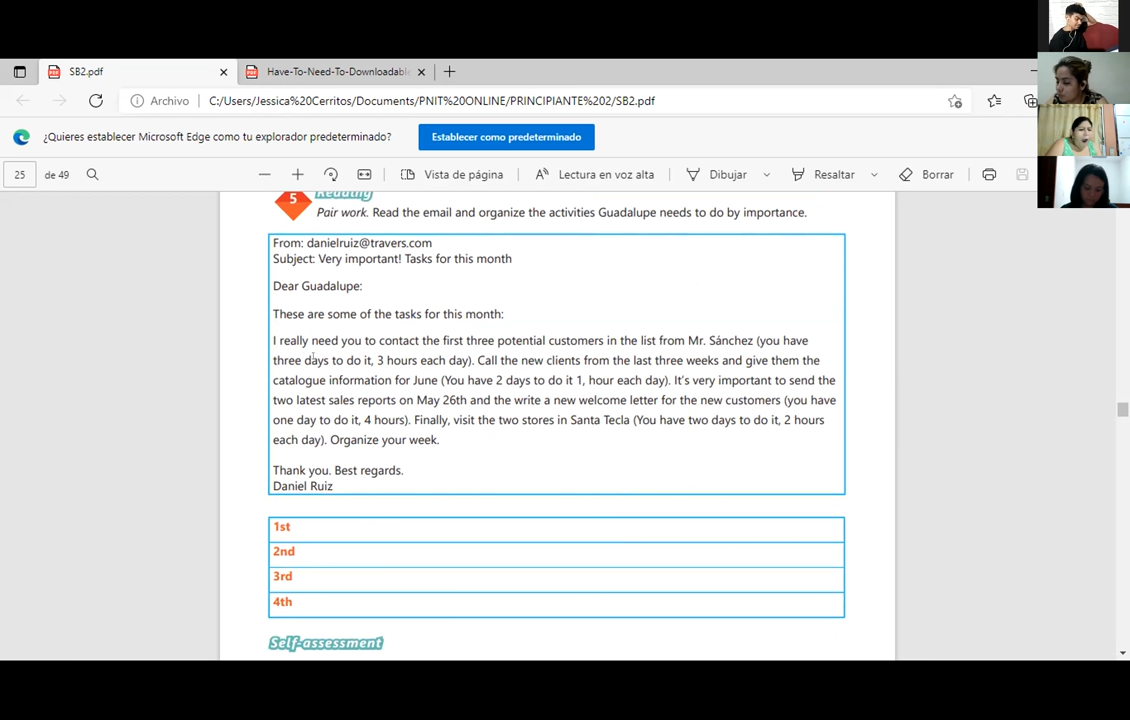 SB2.pdf
Have-To-Need-To-Downloadabl
Archivo
C:/Users/Jessica%20Cerritos/Documents/PNIT%20ONLINE/PRINCIPIANTE%202/SB2.pdf
¿Quieres establecer Microsoft Edge como tu explorador predeterminado?
Establecer como predeterminado
25 de 49
Vista de página
Lectura en voz alta
Dibujar
Resaltar
Borrar
5 Reading
Pair work. Read the email and organize the activities Guadalupe needs to do by importance.
From: danielruiz@travers.com
Subject: Very important! Tasks for this month
Dear Guadalupe:
These are some of the tasks for this month:
I really need you to contact the first three potential customers in the list from Mr. Sánchez (you have
three days to do it, 3 hours each day). Call the new clients from the last three weeks and give them the
catalogue information for June (You have 2 days to do it 1, hour each day). It's very important to send the
two latest sales reports on May 26th and the write a new welcome letter for the new customers (you have
one day to do it, 4 hours). Finally, visit the two stores in Santa Tecla (You have two days to do it, 2 hours
each day). Organize your week.
Thank you. Best regards.
Daniel Ruiz
1st
2nd
3rd
4th
Self-assessment